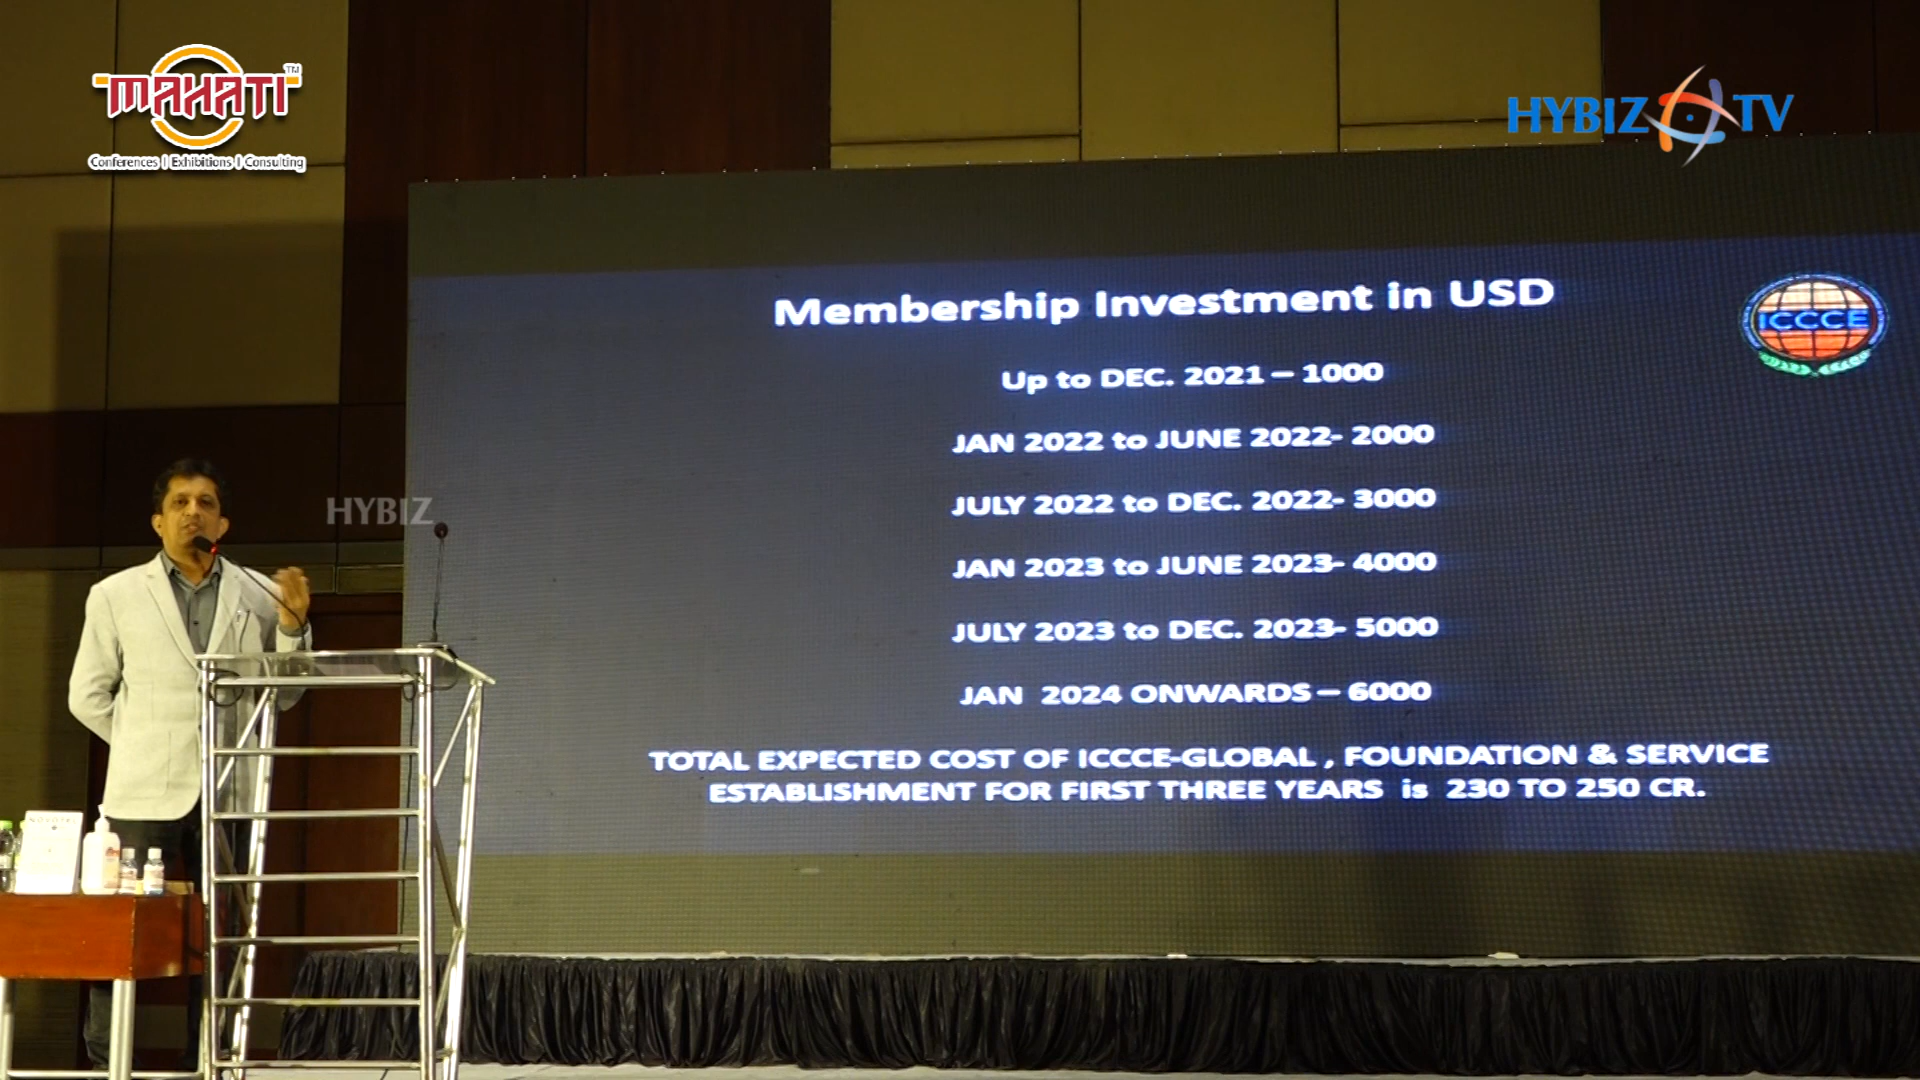 MAHATI
TM
Conferences | Exhibitions | Consulting
HYBIZ TV
Membership Investment in USD
ICCCE
Up to DEC. 2021 – 1000
JAN 2022 to JUNE 2022- 2000
JULY 2022 to DEC. 2022- 3000
HYBIZ
JAN 2023 to JUNE 2023- 4000
JULY 2023 to DEC. 2023- 5000
JAN 2024 ONWARDS – 6000
TOTAL EXPECTED COST OF ICCCE-GLOBAL , FOUNDATION & SERVICE
ESTABLISHMENT FOR FIRST THREE YEARS is 230 TO 250 CR.
NOVOTEL